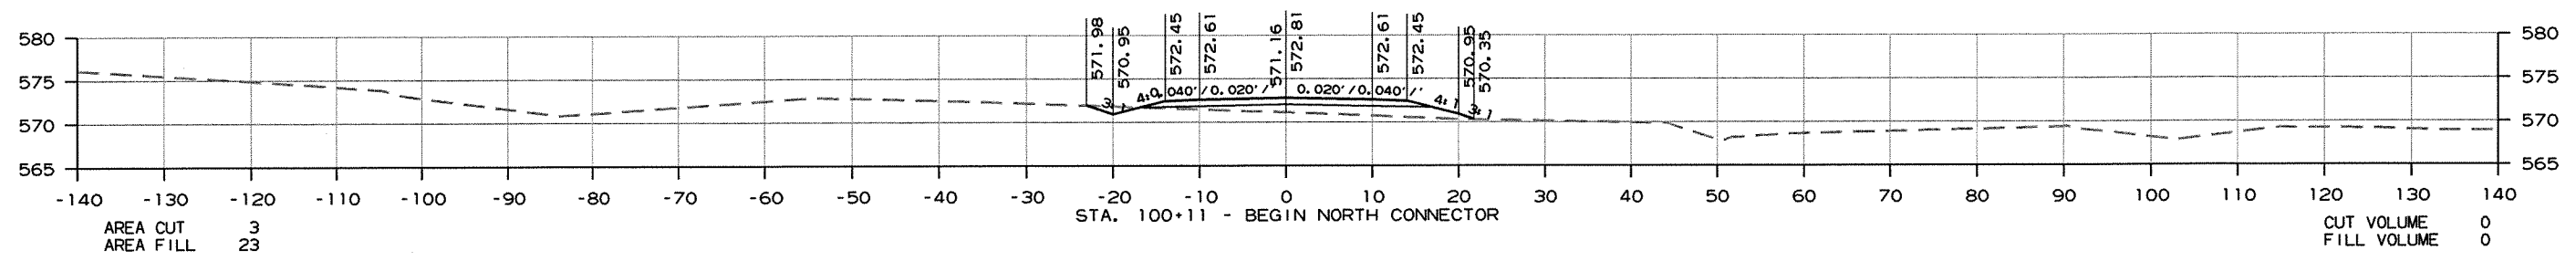 571.98
570.95
572.45
572.61
571.16
572.81
572.61
572.45
570.95
570.35
580 580
575 575
3:1 4:1 0.040'/' 0.020'/' 0.020'/' 0.040'/' 4:1 3:1
570 570
565 565
-140 -130 -120 -110 -100 -90 -80 -70 -60 -50 -40 -30 -20 -10 0 10 20 30 40 50 60 70 80 90 100 110 120 130 140
STA. 100+11 - BEGIN NORTH CONNECTOR
AREA CUT 3
AREA FILL 23
CUT VOLUME 0
FILL VOLUME 0